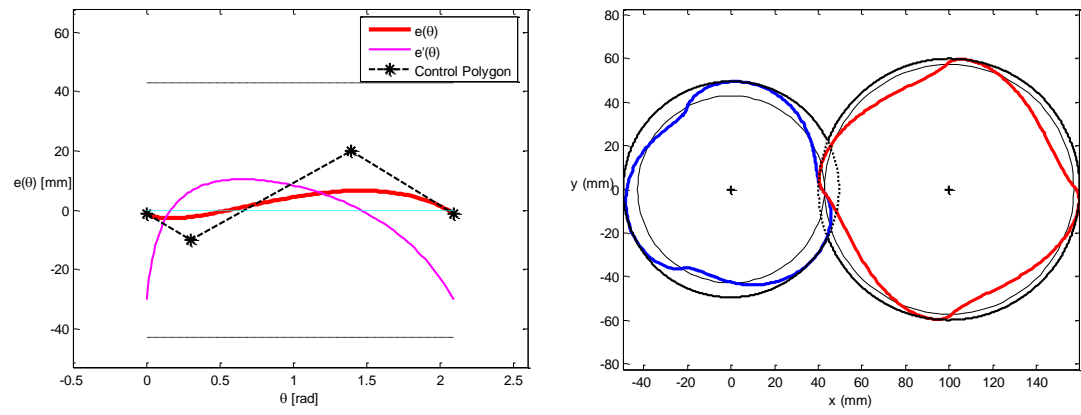 60
40
20
0
-20
-40
e(θ) [mm]
-0.5 0 0.5 1 1.5 2 2.5
θ [rad]
e(θ)
e'(θ)
Control Polygon
80
60
40
20
y (mm) 0
-20
-40
-60
-80
-40 -20 0 20 40 60 80 100 120 140
x (mm)